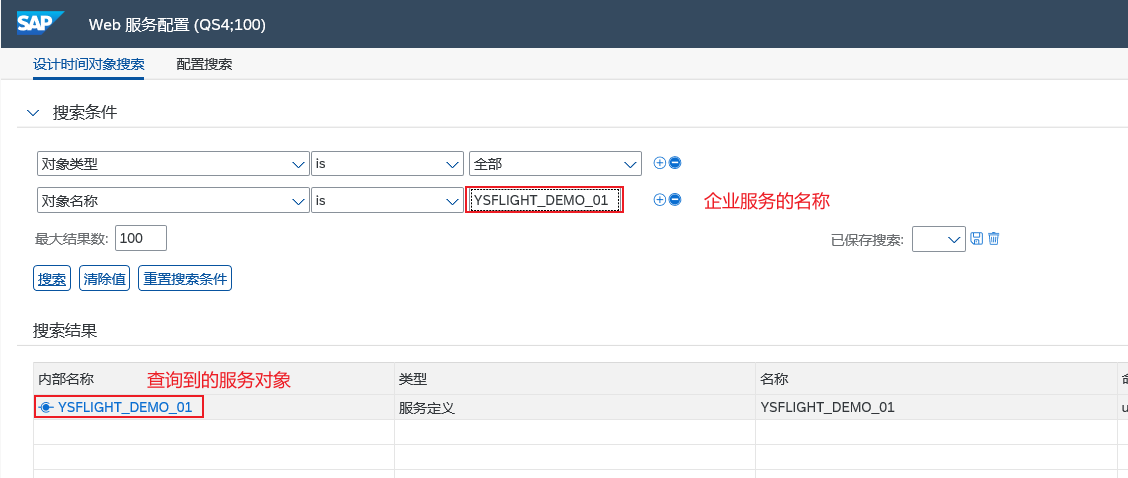 SAP Web 服务配置 (QS4;100)
设计时间对象搜索 配置搜索
搜索条件
对象类型 is 全部
对象名称 is YSFLIGHT_DEMO_01 企业服务的名称
最大结果数: 100 已保存搜索:
搜索 清除值 重置搜索条件
搜索结果
内部名称 查询到的服务对象 类型 名称
YSFLIGHT_DEMO_01 服务定义 YSFLIGHT_DEMO_01 u